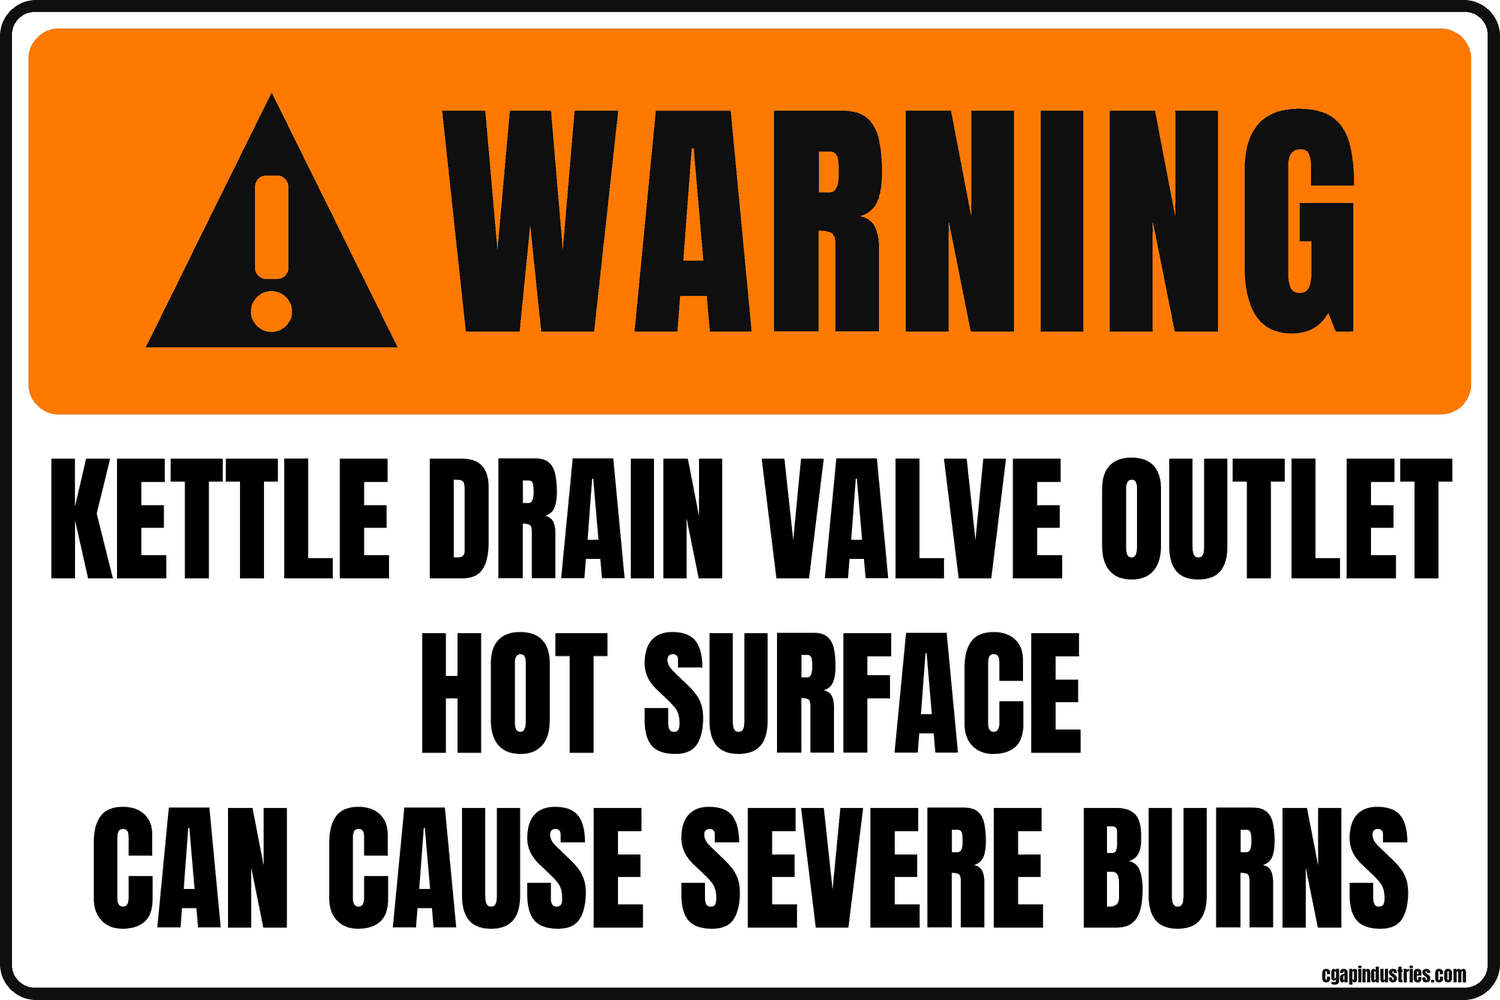 WARNING
KETTLE DRAIN VALVE OUTLET
HOT SURFACE
CAN CAUSE SEVERE BURNS
cgapindustries.com